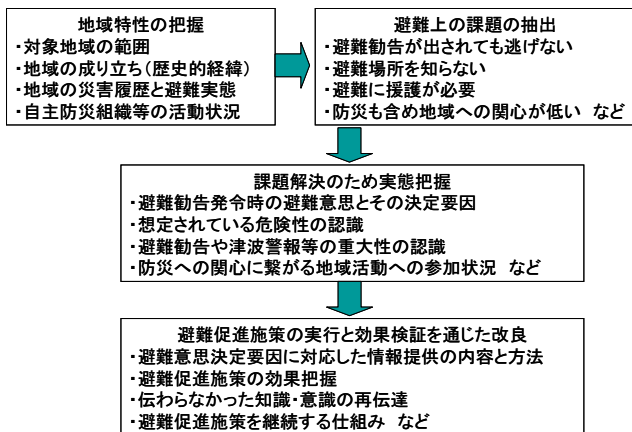 地域特性の把握
・対象地域の範囲
・地域の成り立ち（歴史的経緯）
・地域の災害履歴と避難実態
・自主防災組織等の活動状況
避難上の課題の抽出
・避難勧告が出されても逃げない
・避難場所を知らない
・避難に援護が必要
・防災も含め地域への関心が低い など
課題解決のため実態把握
・避難勧告発令時の避難意思とその決定要因
・想定されている危険性の認識
・避難勧告や津波警報等の重大性の認識
・防災への関心に繋がる地域活動への参加状況 など
避難促進施策の実行と効果検証を通じた改良
・避難意思決定要因に対応した情報提供の内容と方法
・避難促進施策の効果把握
・伝わらなかった知識・意識の再伝達
・避難促進施策を継続する仕組み など